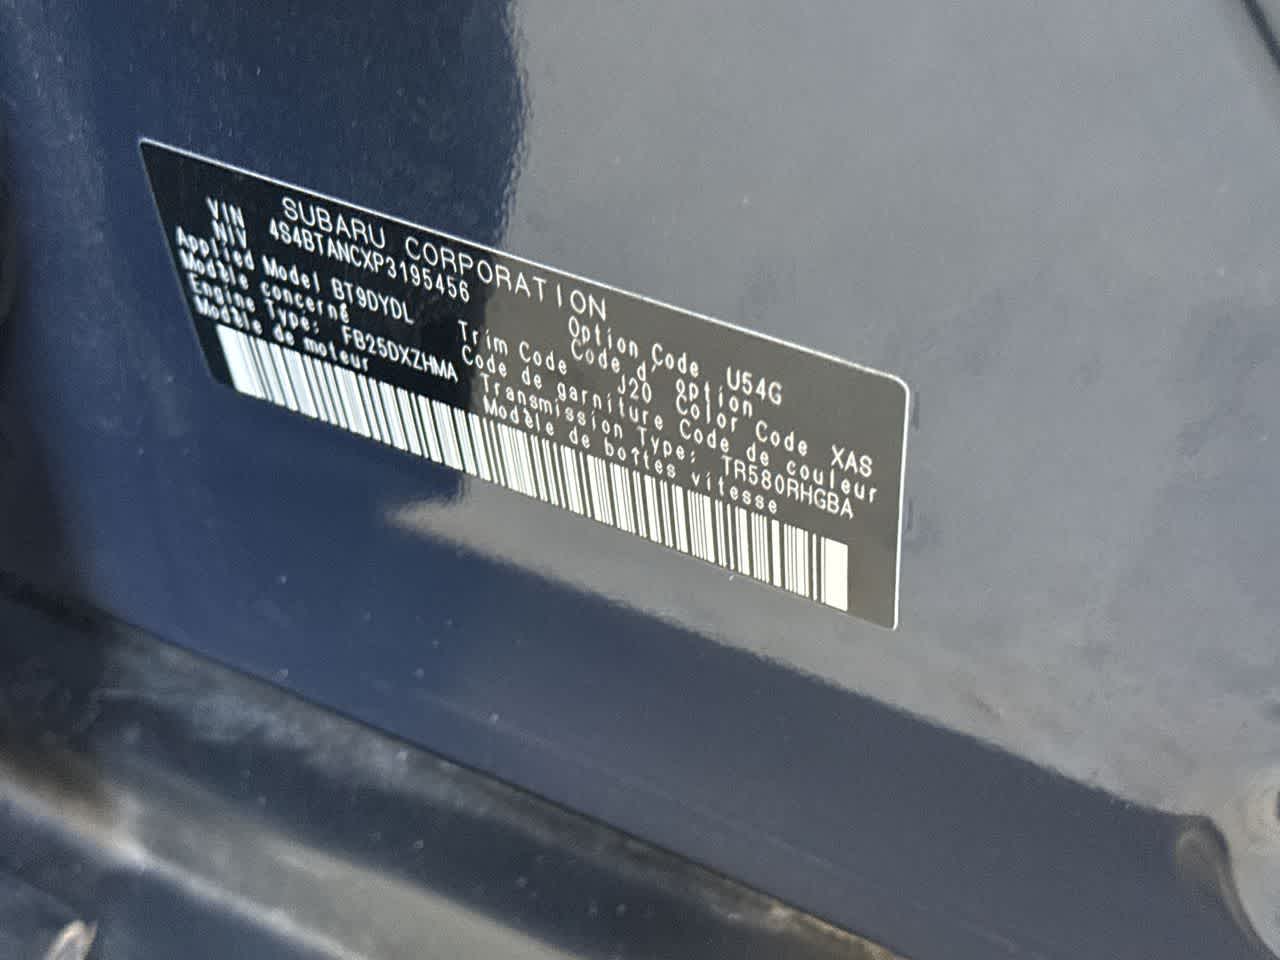 SUBARU CORPORATION
VIN
NIV 4S4BTANCXP3195456
Option Code U54G
Code d' option
Applied Model BT9DYDL
Modèle concerné
Trim Code J20 Color Code XAS
Code de garniture Code de couleur
Engine Type: FB25DXZHMA
Modèle de moteur
Transmission Type: TR580RHGBA
Modèle de boîtes vitesse